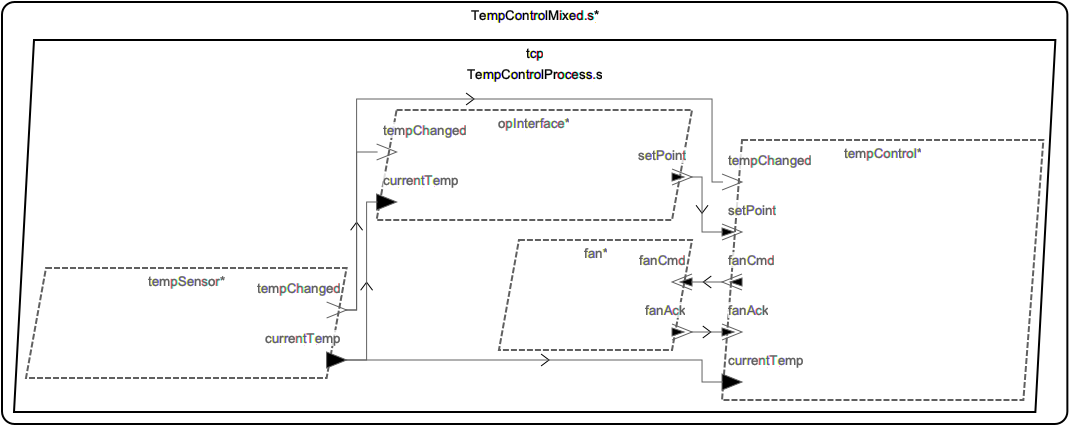 TempControlMixed.s*
tcp
TempControlProcess.s
tempChanged
opInterface*
setPoint
currentTemp
tempControl*
tempChanged
setPoint
fan*
fanCmd
fanCmd
fanAck
fanAck
currentTemp
tempSensor*
tempChanged
currentTemp